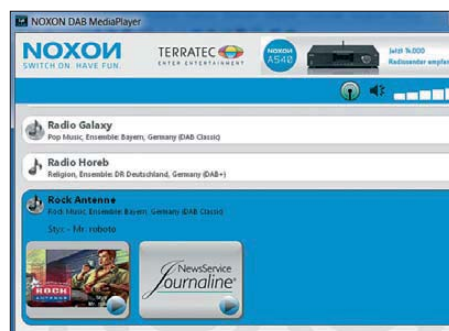 NOXON DAB MediaPlayer
NOXON
SWITCH ON. HAVE FUN.
TERRATEC
ENTER ENTERTAINMENT
NOXON
A540
Jetzt 14.000
Radiosender empfan
Radio Galaxy
Pop Music, Ensemble: Bayern, Germany (DAB Classic)
Radio Horeb
Religion, Ensemble: DR Deutschland, Germany (DAB+)
Rock Antenne
Rock Music, Ensemble: Bayern, Germany (DAB Classic)
Styx - Mr. roboto
ROCK
ANTENNE
NewsService
Journaline®